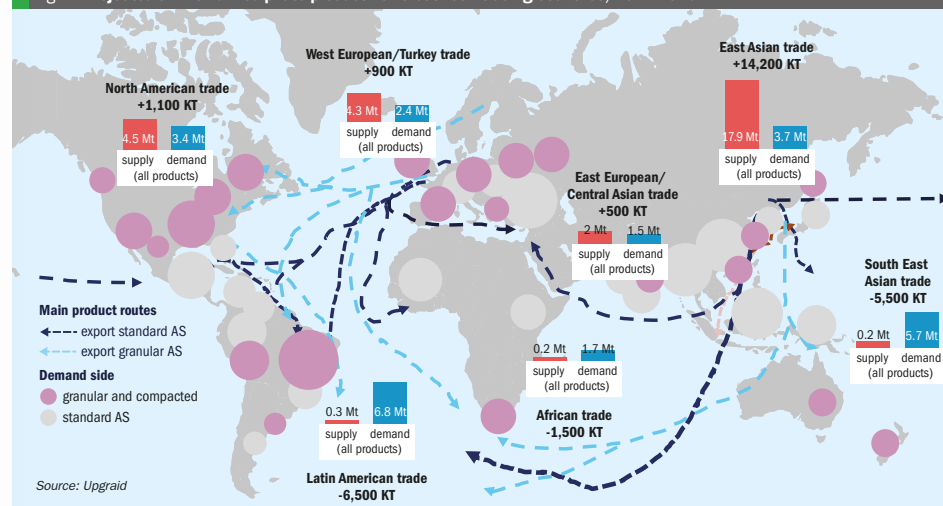 West European/Turkey trade
+900 KT
4.3 Mt
2.4 Mt
supply
demand
(all products)
East Asian trade
+14,200 KT
17.9 Mt
3.7 Mt
supply
demand
(all products)
North American trade
+1,100 KT
4.5 Mt
3.4 Mt
supply
demand
(all products)
East European/
Central Asian trade
+500 KT
2 Mt
1.5 Mt
supply
demand
(all products)
South East
Asian trade
-5,500 KT
0.2 Mt
5.7 Mt
supply
demand
(all products)
Main product routes
export standard AS
export granular AS
Demand side
granular and compacted
standard AS
0.2 Mt
1.7 Mt
supply
demand
(all products)
African trade
-1,500 KT
0.3 Mt
6.8 Mt
supply
demand
(all products)
Latin American trade
-6,500 KT
Source: Upgraid